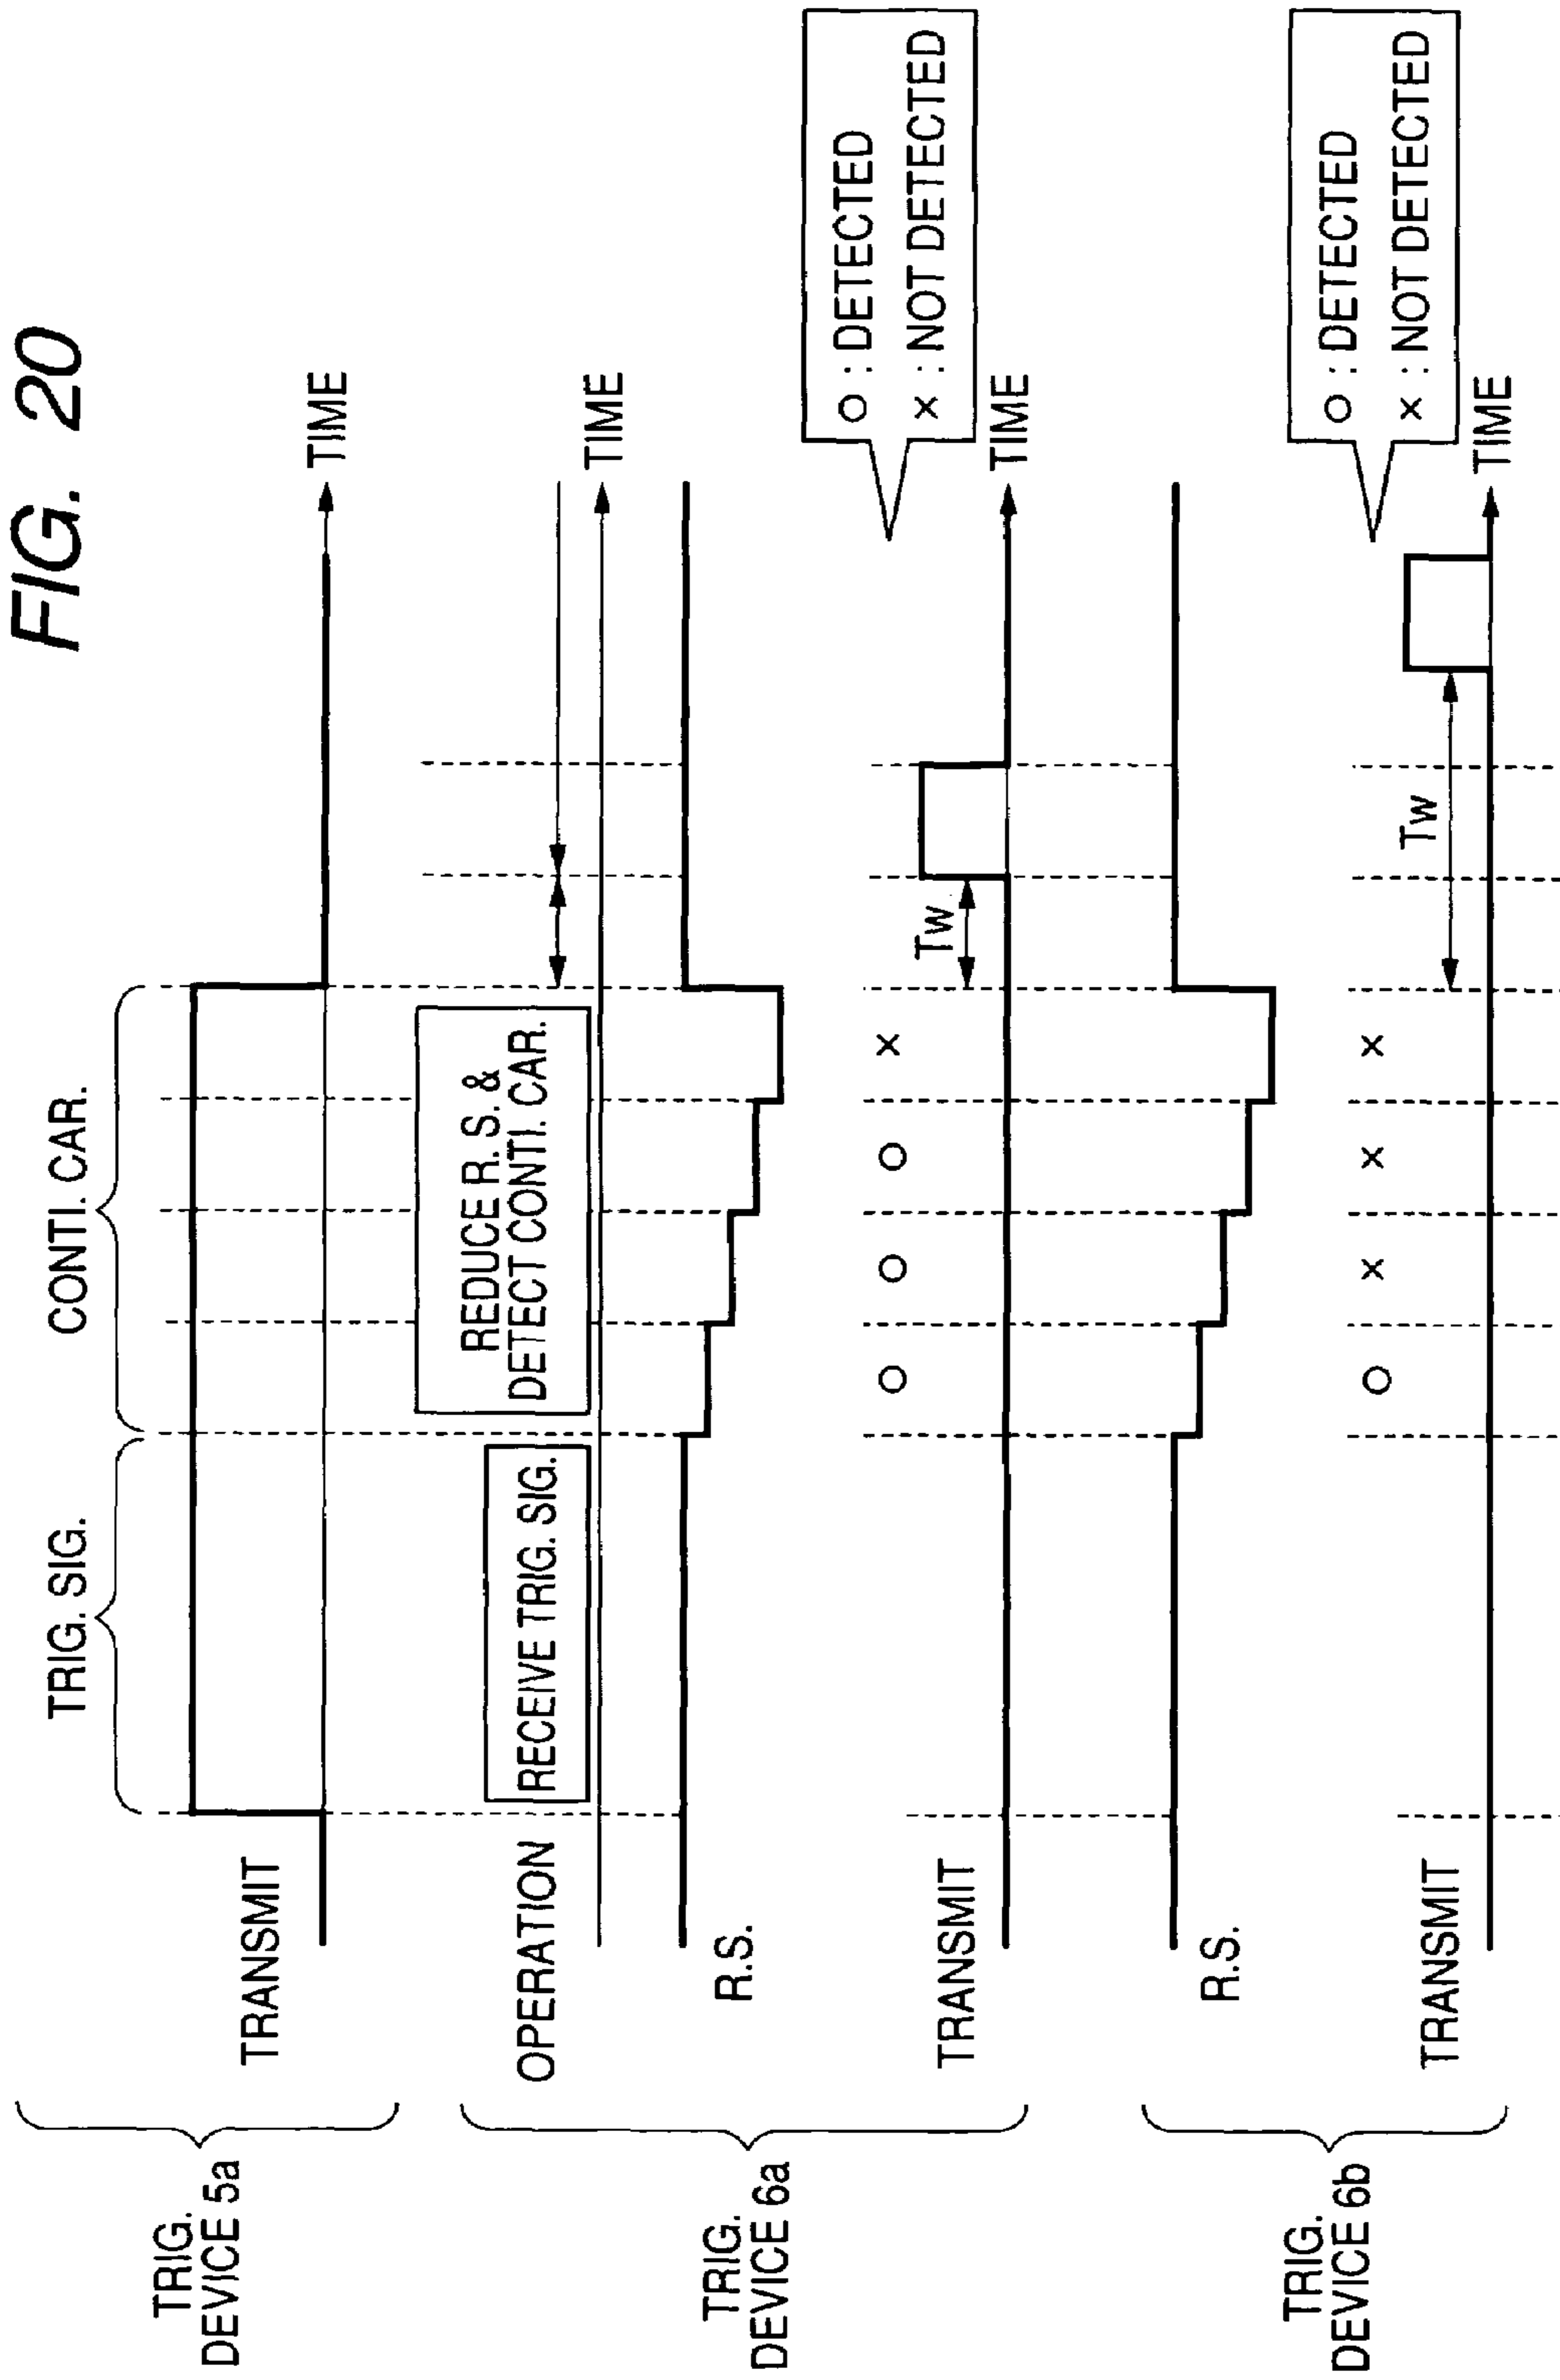 FIG. 20
TRIG. SIG.
CONTI. CAR.
TRIG.
DEVICE 5a
TRANSMIT
TIME
TRIG.
DEVICE 6a
OPERATION
RECEIVE TRIG. SIG.
REDUCE R. S. &
DETECT CONTI. CAR.
TIME
R.S.
○ ○ ○ ×
○ : DETECTED
× : NOT DETECTED
TRANSMIT
Tw
TIME
TRIG.
DEVICE 6b
R.S.
○ × × ×
○ : DETECTED
× : NOT DETECTED
TRANSMIT
Tw
TIME